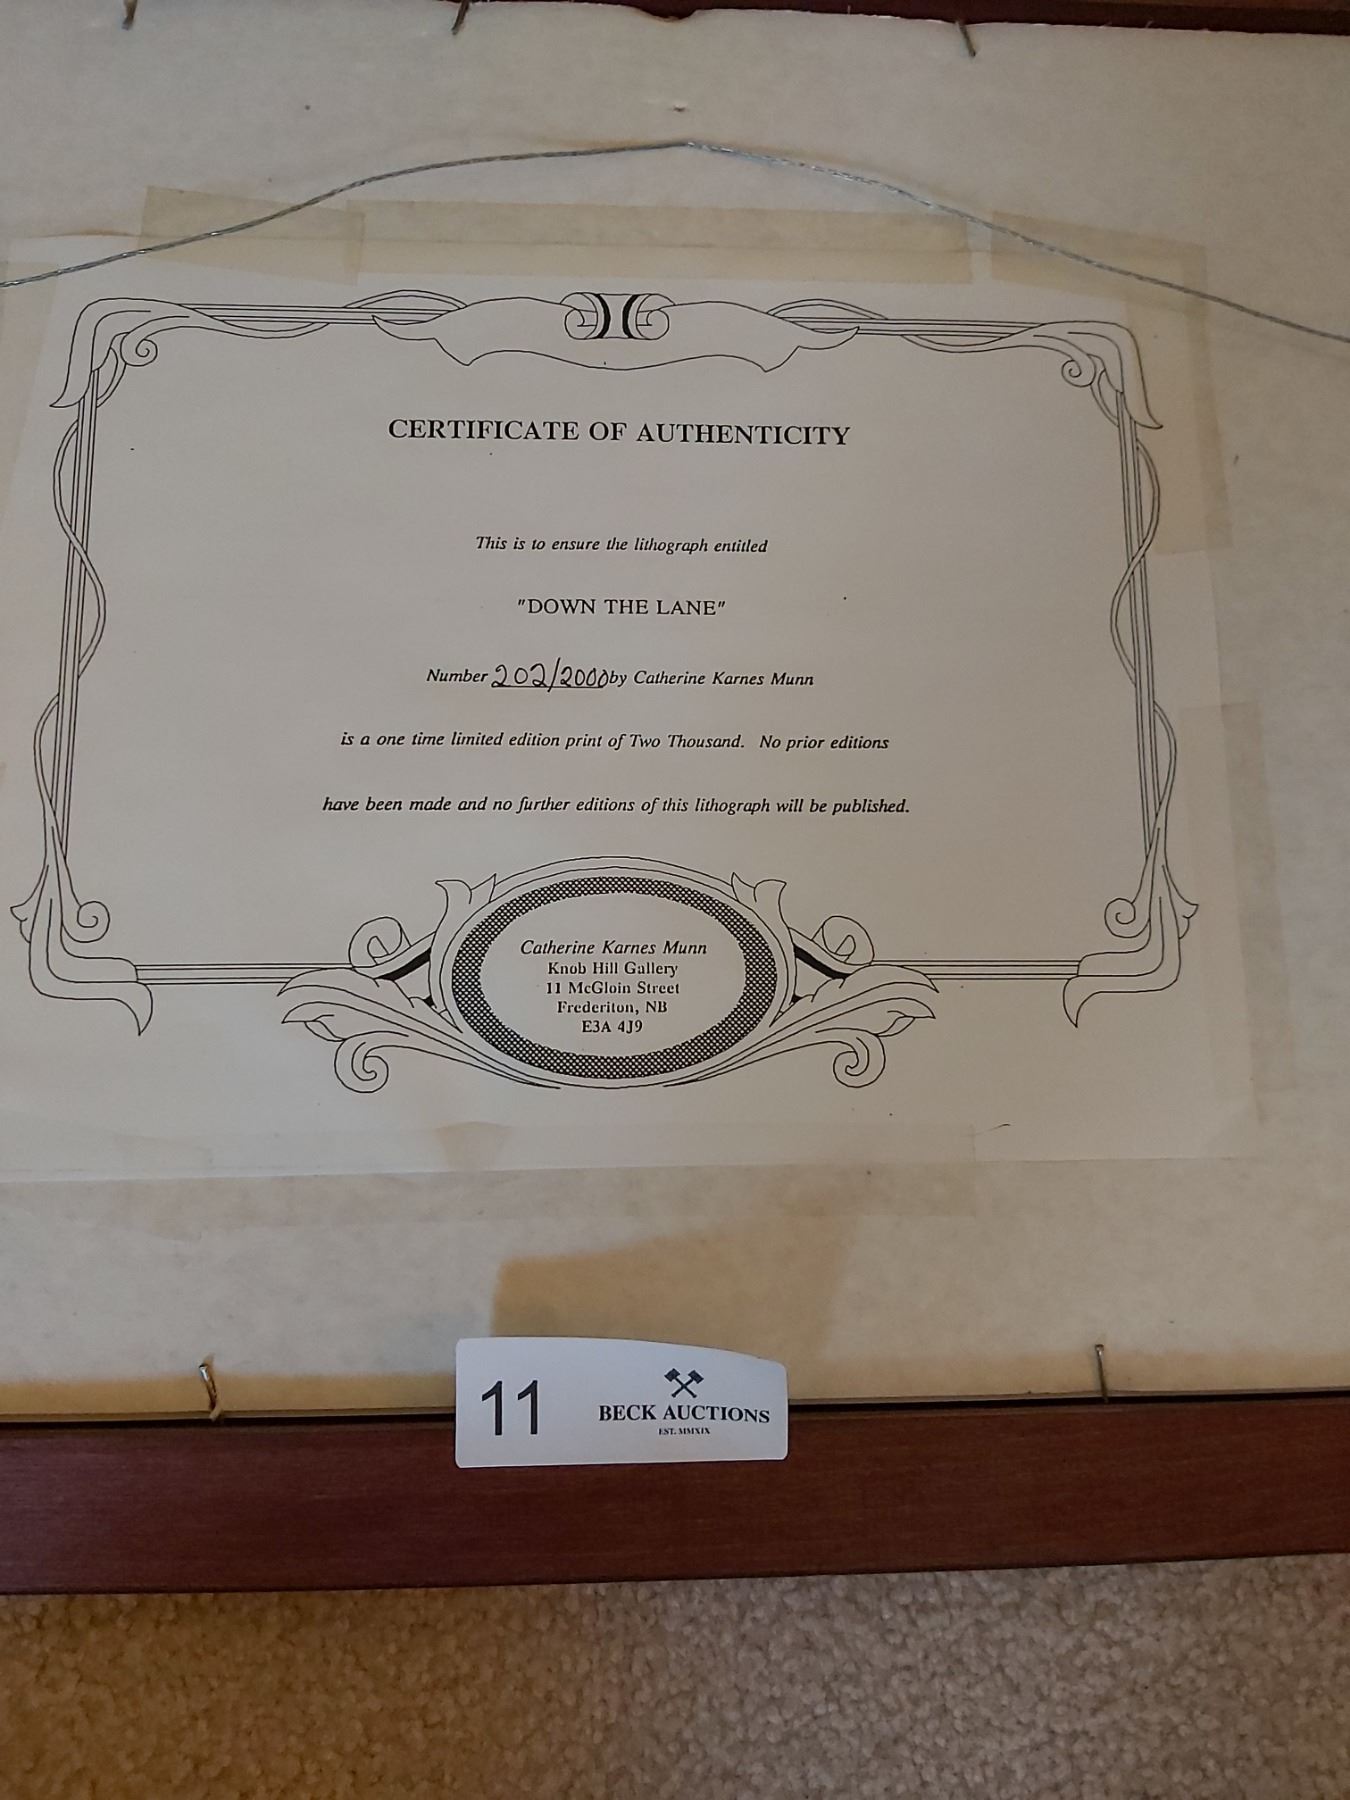 CERTIFICATE OF AUTHENTICITY
This is to ensure the lithograph entitled
"DOWN THE LANE"
Number 202/2000 by Catherine Karnes Munn
is a one time limited edition print of Two Thousand. No prior editions
have been made and no further editions of this lithograph will be published.
Catherine Karnes Munn
Knob Hill Gallery
11 McGloin Street
Frederiton, NB
E3A 4J9
11
BECK AUCTIONS
EST. MMXIX